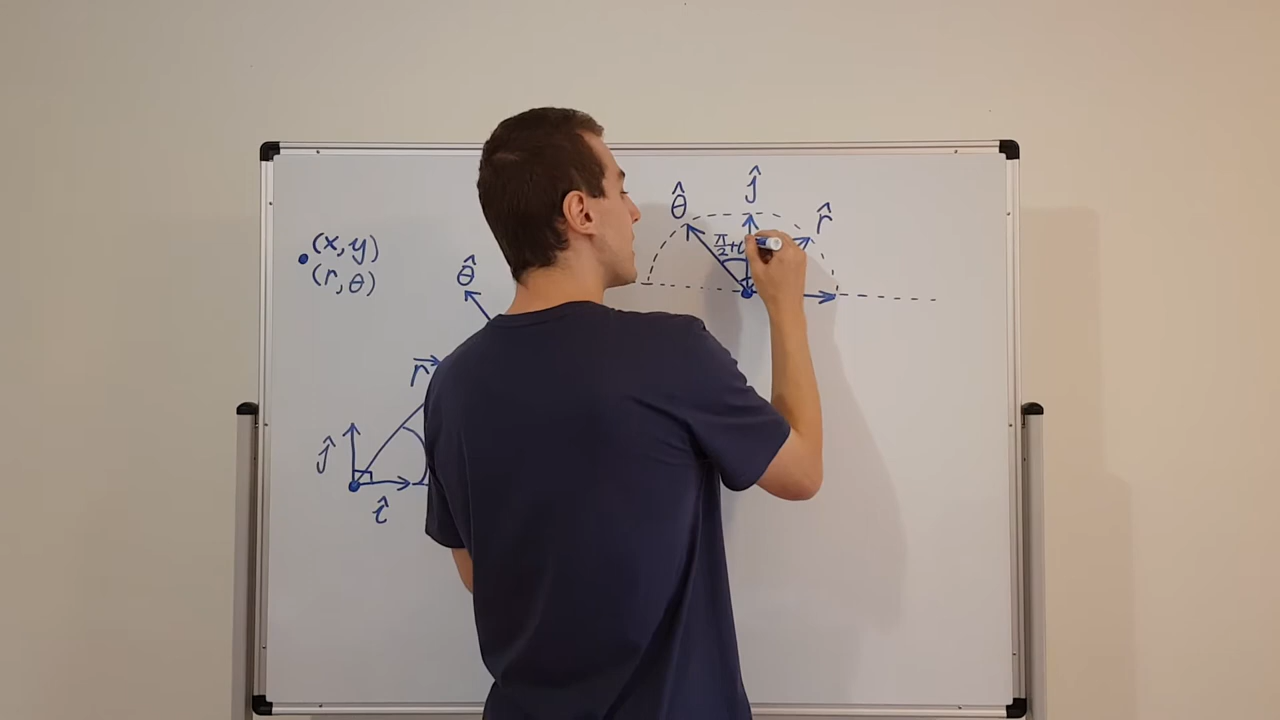 (x, y)
(r, θ)
θ̂
r⃗
ĵ
î
θ̂
ĵ
r̂
π/2+